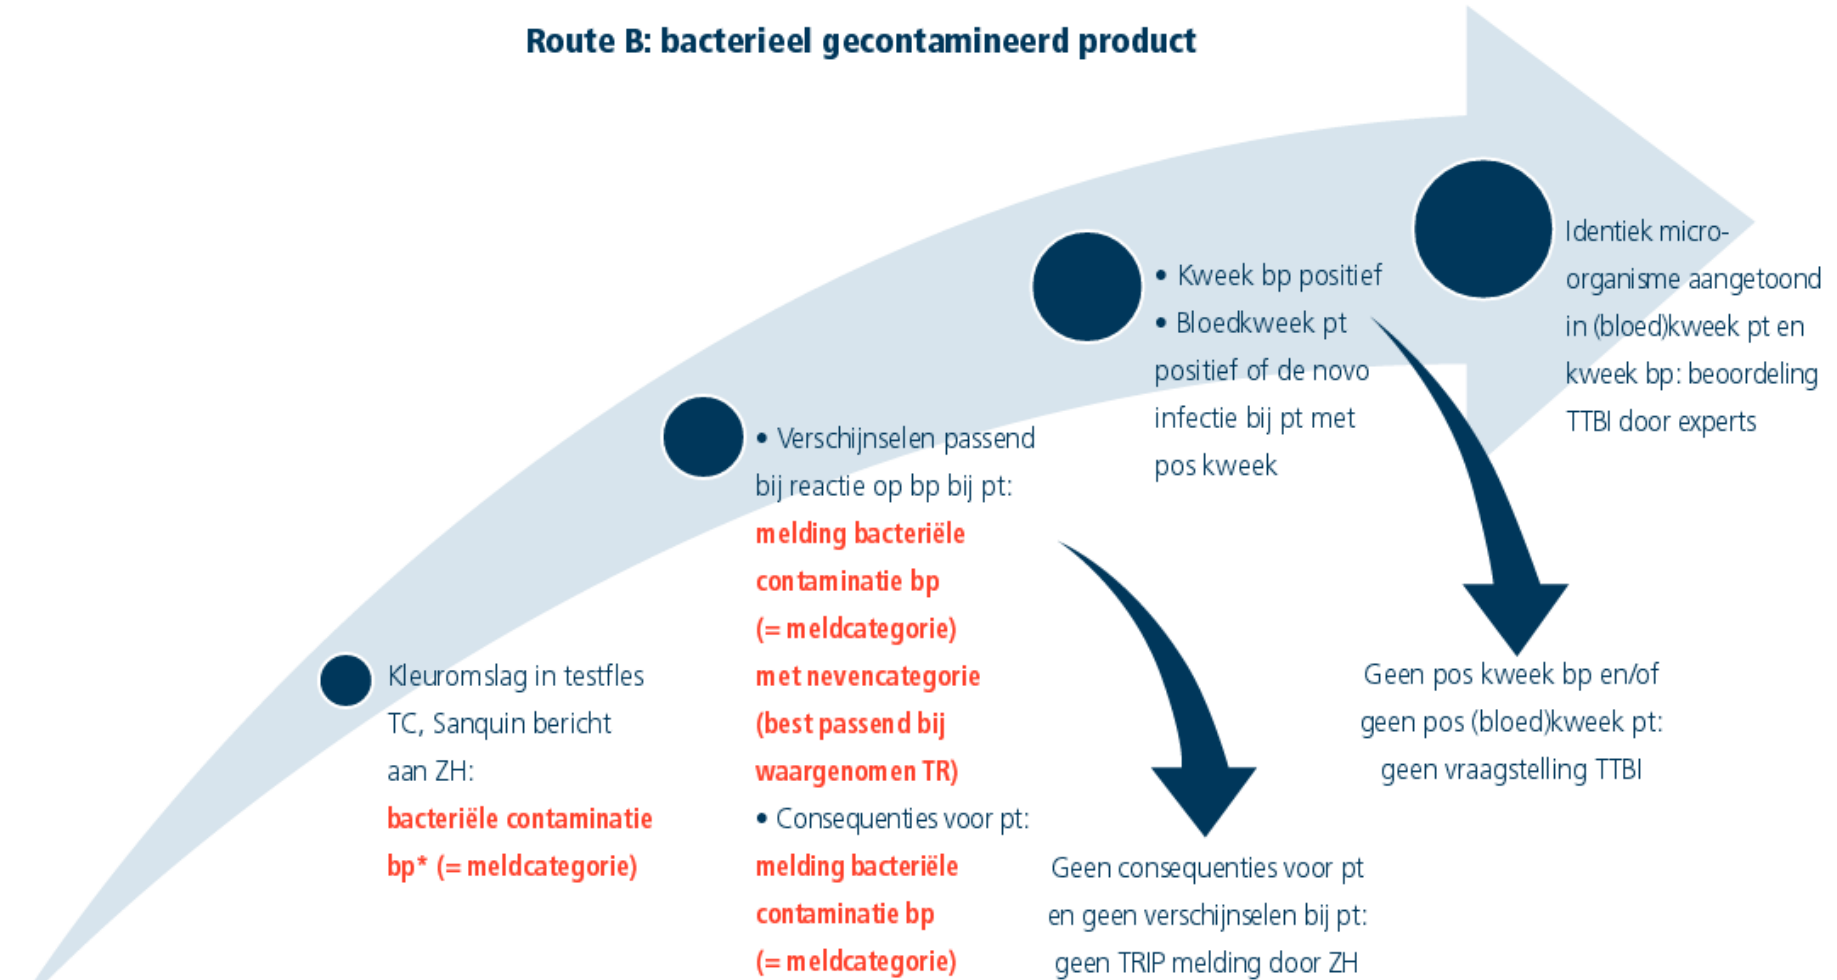 Route B: bacterieel gecontamineerd product
Kleuromslag in testfles
TC, Sanquin bericht
aan ZH:
bacteriële contaminatie
bp* (= meldcategorie)
• Verschijnselen passend
bij reactie op bp bij pt:
melding bacteriële
contaminatie bp
(= meldcategorie)
met nevencategorie
(best passend bij
waargenomen TR)
• Consequenties voor pt:
melding bacteriële
contaminatie bp
(= meldcategorie)
Geen consequenties voor pt
en geen verschijnselen bij pt:
geen TRIP melding door ZH
• Kweek bp positief
• Bloedkweek pt
positief of de novo
infectie bij pt met
pos kweek
Geen pos kweek bp en/of
geen pos (bloed)kweek pt:
geen vraagstelling TTBI
Identiek micro-
organisme aangetoond
in (bloed)kweek pt en
kweek bp: beoordeling
TTBI door experts